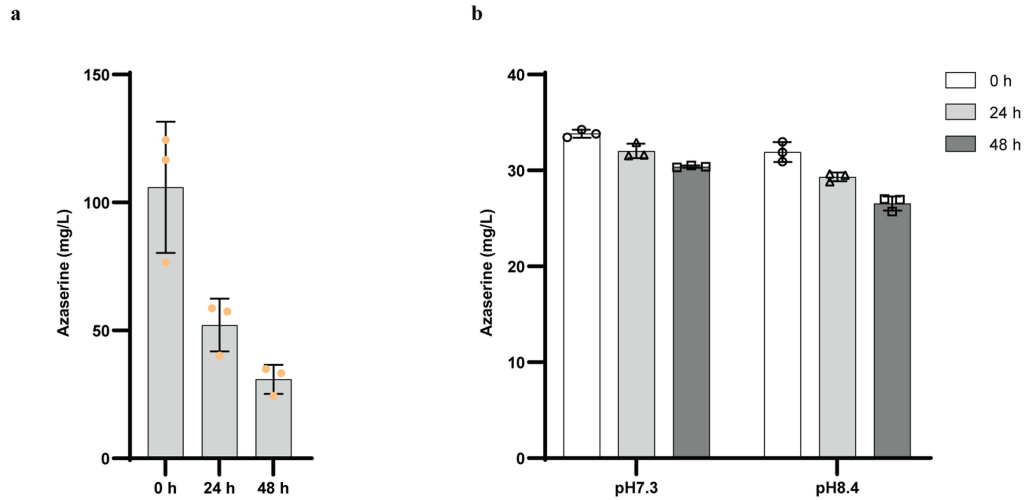 a
Azaserine (mg/L)
150
100
50
0
0 h 24 h 48 h
b
Azaserine (mg/L)
40
30
20
10
0
pH7.3 pH8.4
0 h
24 h
48 h